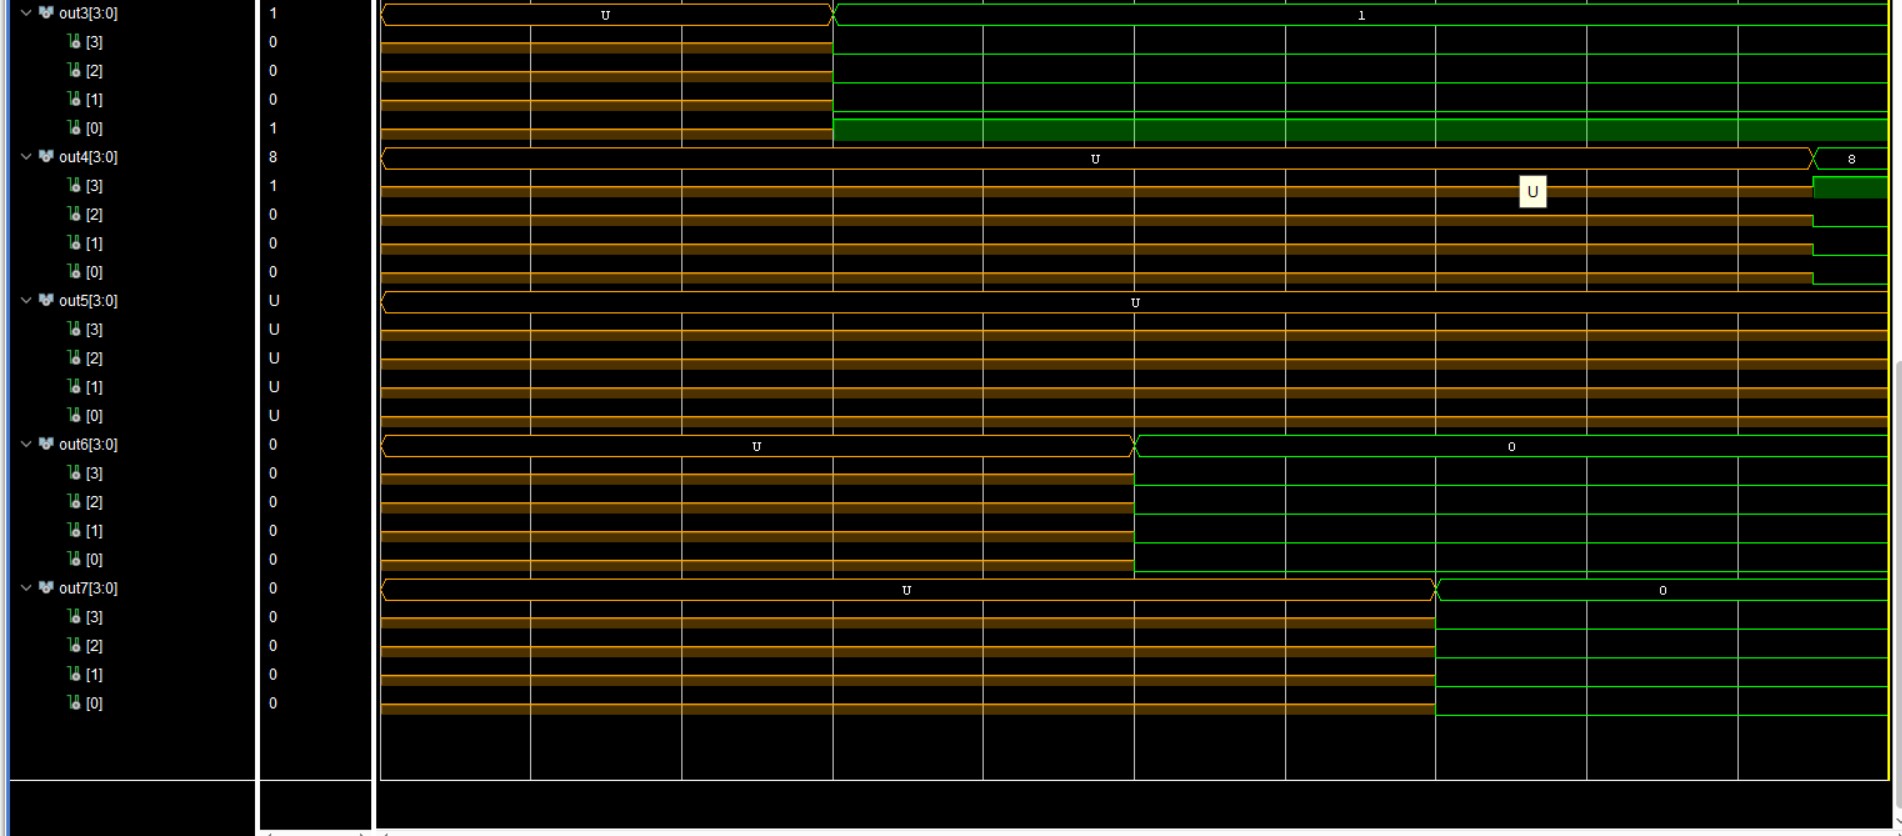 out3[3:0] 1 U 1
[3] 0
[2] 0
[1] 0
[0] 1
out4[3:0] 8 U 8
[3] 1 U
[2] 0
[1] 0
[0] 0
out5[3:0] U U
[3] U
[2] U
[1] U
[0] U
out6[3:0] 0 U 0
[3] 0
[2] 0
[1] 0
[0] 0
out7[3:0] 0 U 0
[3] 0
[2] 0
[1] 0
[0] 0